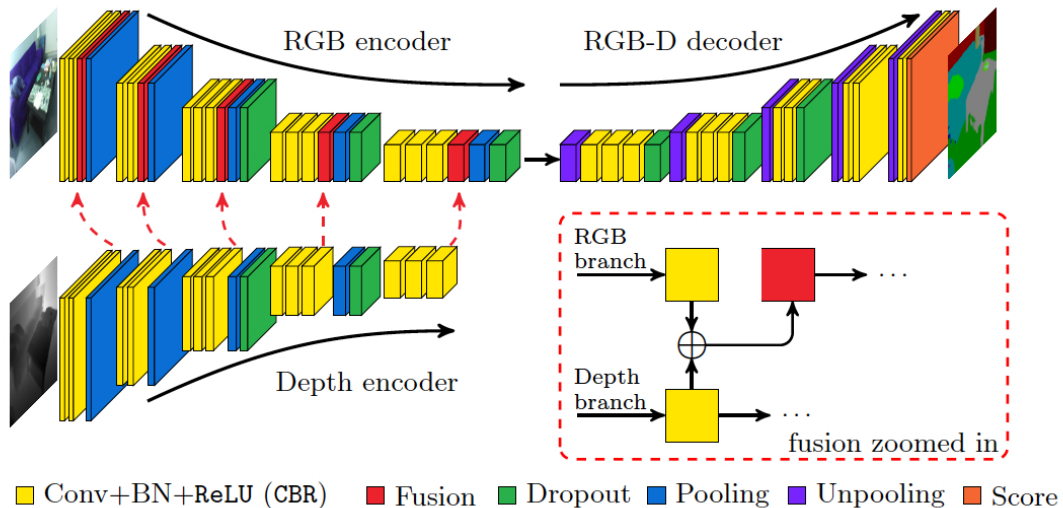 RGB encoder
RGB-D decoder
Depth encoder
RGB
branch
...
Depth
branch
...
fusion zoomed in
Conv+BN+ReLU (CBR)
Fusion
Dropout
Pooling
Unpooling
Score